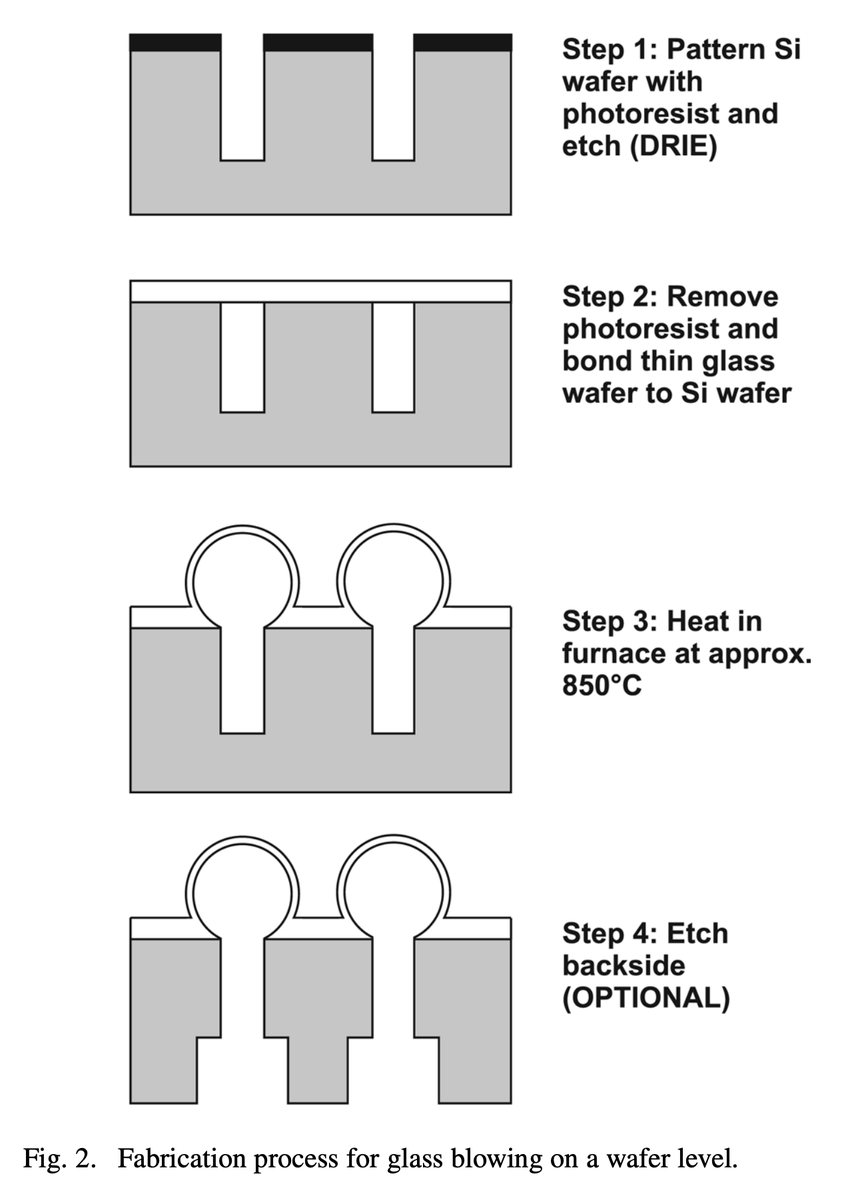 Step 1: Pattern Si
wafer with
photoresist and
etch (DRIE)
Step 2: Remove
photoresist and
bond thin glass
wafer to Si wafer
Step 3: Heat in
furnace at approx.
850°C
Step 4: Etch
backside
(OPTIONAL)
Fig. 2. Fabrication process for glass blowing on a wafer level.